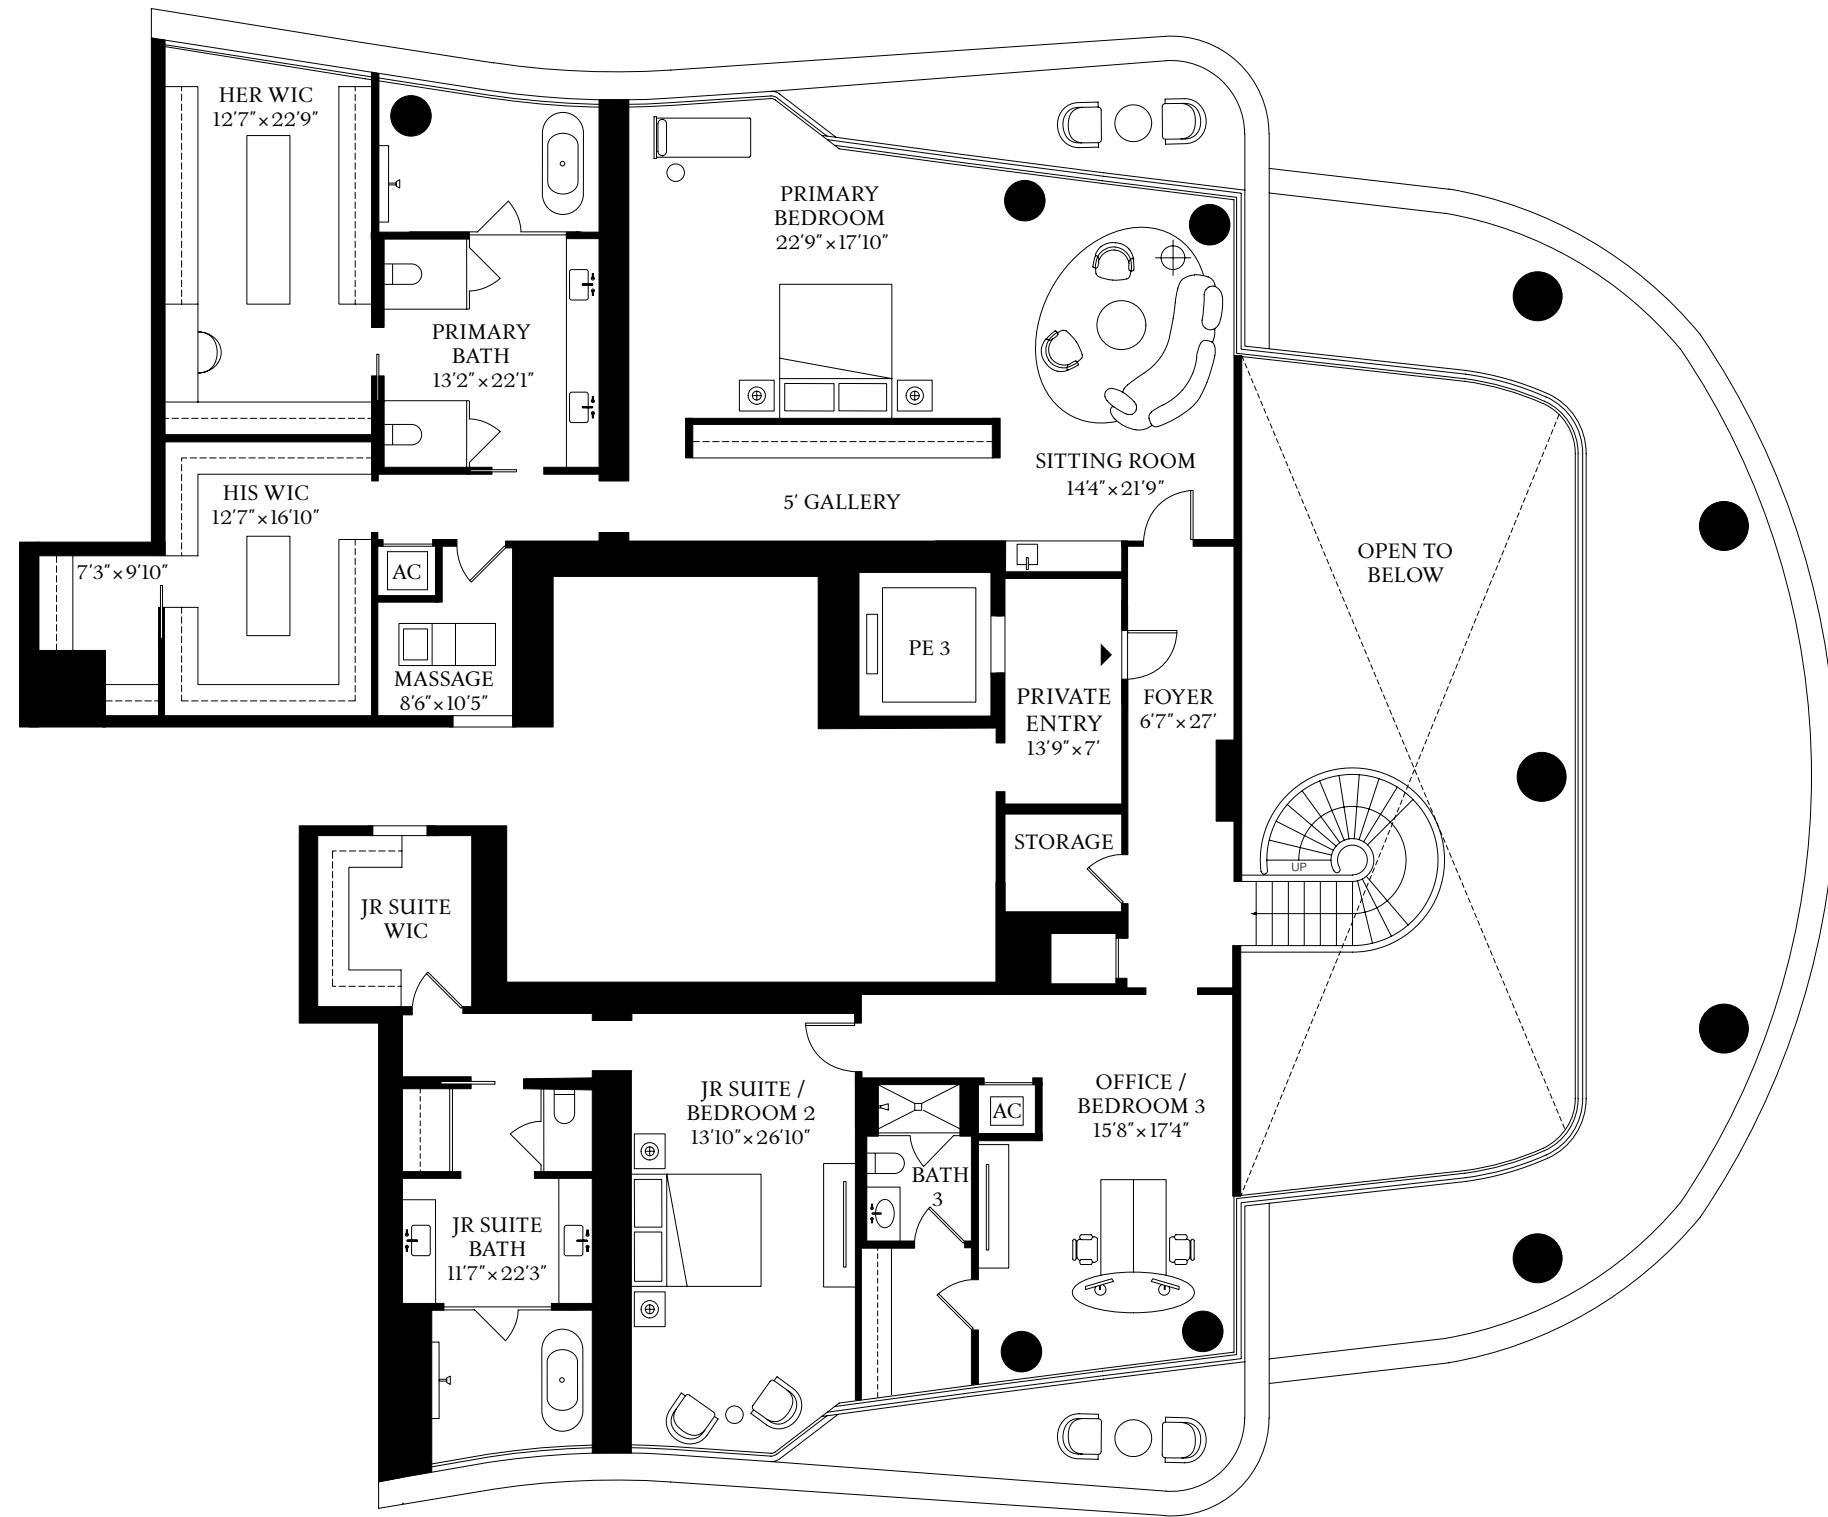 HER WIC
12'7"×22'9"
PRIMARY
BEDROOM
22'9"×17'10"
PRIMARY
BATH
13'2"×22'1"
SITTING ROOM
14'4"×21'9"
HIS WIC
12'7"×16'10"
5' GALLERY
OPEN TO
BELOW
7'3"×9'10"
AC
PE 3
MASSAGE
8'6"×10'5"
PRIVATE
ENTRY
13'9"×7'
FOYER
6'7"×27'
STORAGE
UP
JR SUITE
WIC
JR SUITE /
BEDROOM 2
13'10"×26'10"
AC
OFFICE /
BEDROOM 3
15'8"×17'4"
BATH
3
JR SUITE
BATH
11'7"×22'3"